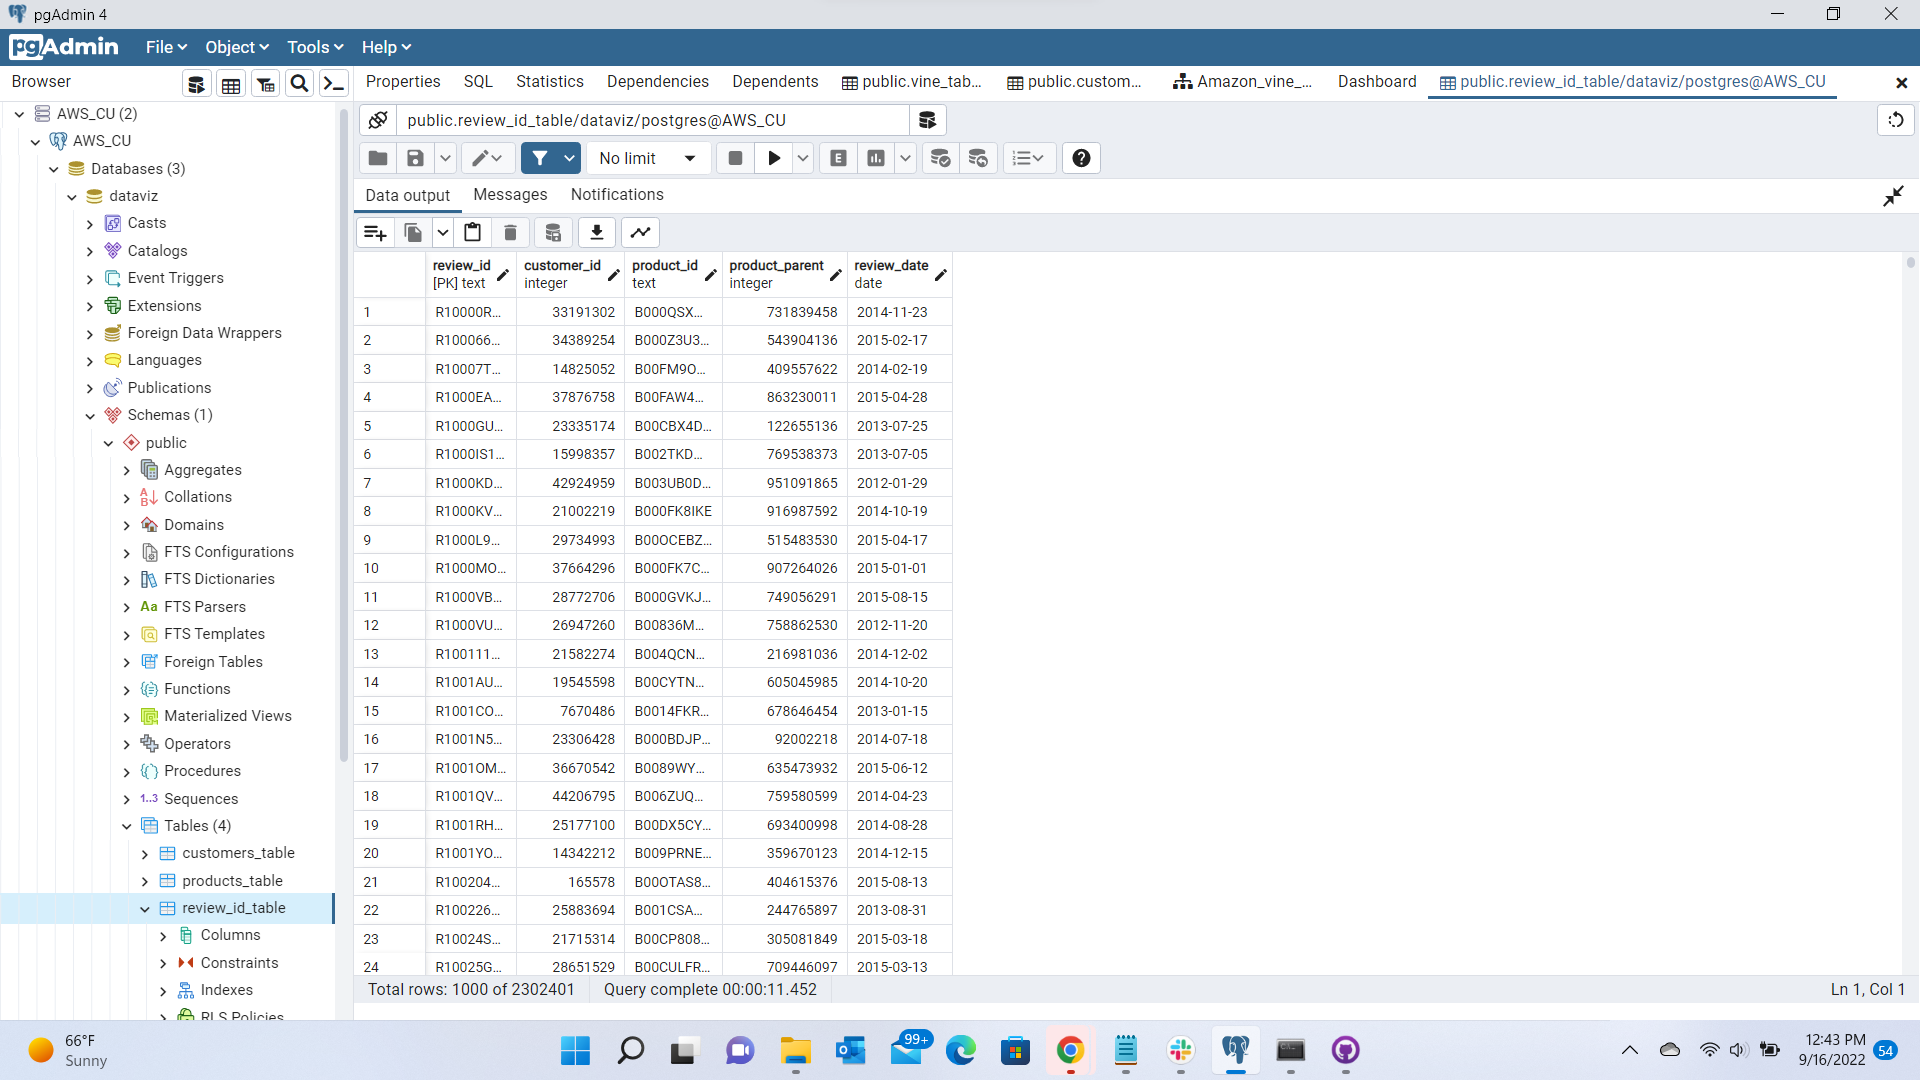 pgAdmin 4
pgAdmin File Object Tools Help
Browser
Properties SQL Statistics Dependencies Dependents public.vine_tab... public.custom... Amazon_vine_... Dashboard public.review_id_table/dataviz/postgres@AWS_CU
AWS_CU (2)
AWS_CU
Databases (3)
dataviz
Casts
Catalogs
Event Triggers
Extensions
Foreign Data Wrappers
Languages
Publications
Schemas (1)
public
Aggregates
Collations
Domains
FTS Configurations
FTS Dictionaries
Aa FTS Parsers
FTS Templates
Foreign Tables
Functions
Materialized Views
Operators
Procedures
1..3 Sequences
Tables (4)
customers_table
products_table
review_id_table
Columns
Constraints
Indexes
RLS Policies
public.review_id_table/dataviz/postgres@AWS_CU
No limit E
Data output Messages Notifications
review_id customer_id product_id product_parent review_date
[PK] text integer text integer date
1 R10000R... 33191302 B000QSX... 731839458 2014-11-23
2 R100066... 34389254 B000Z3U3... 543904136 2015-02-17
3 R10007T... 14825052 B00FM9O... 409557622 2014-02-19
4 R1000EA... 37876758 B00FAW4... 863230011 2015-04-28
5 R1000GU... 23335174 B00CBX4D... 122655136 2013-07-25
6 R1000IS1... 15998357 B002TKD... 769538373 2013-07-05
7 R1000KD... 42924959 B003UB0D... 951091865 2012-01-29
8 R1000KV... 21002219 B000FK8IKE 916987592 2014-10-19
9 R1000L9... 29734993 B00OCEBZ... 515483530 2015-04-17
10 R1000MO... 37664296 B000FK7C... 907264026 2015-01-01
11 R1000VB... 28772706 B000GVKJ... 749056291 2015-08-15
12 R1000VU... 26947260 B00836M... 758862530 2012-11-20
13 R100111... 21582274 B004QCN... 216981036 2014-12-02
14 R1001AU... 19545598 B00CYTN... 605045985 2014-10-20
15 R1001CO... 7670486 B0014FKR... 678646454 2013-01-15
16 R1001N5... 23306428 B000BDJP... 92002218 2014-07-18
17 R1001OM... 36670542 B0089WY... 635473932 2015-06-12
18 R1001QV... 44206795 B006ZUQ... 759580599 2014-04-23
19 R1001RH... 25177100 B00DX5CY... 693400998 2014-08-28
20 R1001YO... 14342212 B009PRNE... 359670123 2014-12-15
21 R100204... 165578 B00OTAS8... 404615376 2015-08-13
22 R100226... 25883694 B001CSA... 244765897 2013-08-31
23 R10024S... 21715314 B00CP808... 305081849 2015-03-18
24 R10025G... 28651529 B00CULFR... 709446097 2015-03-13
Total rows: 1000 of 2302401 Query complete 00:00:11.452 Ln 1, Col 1
66°F
Sunny
99+
12:43 PM
9/16/2022
54